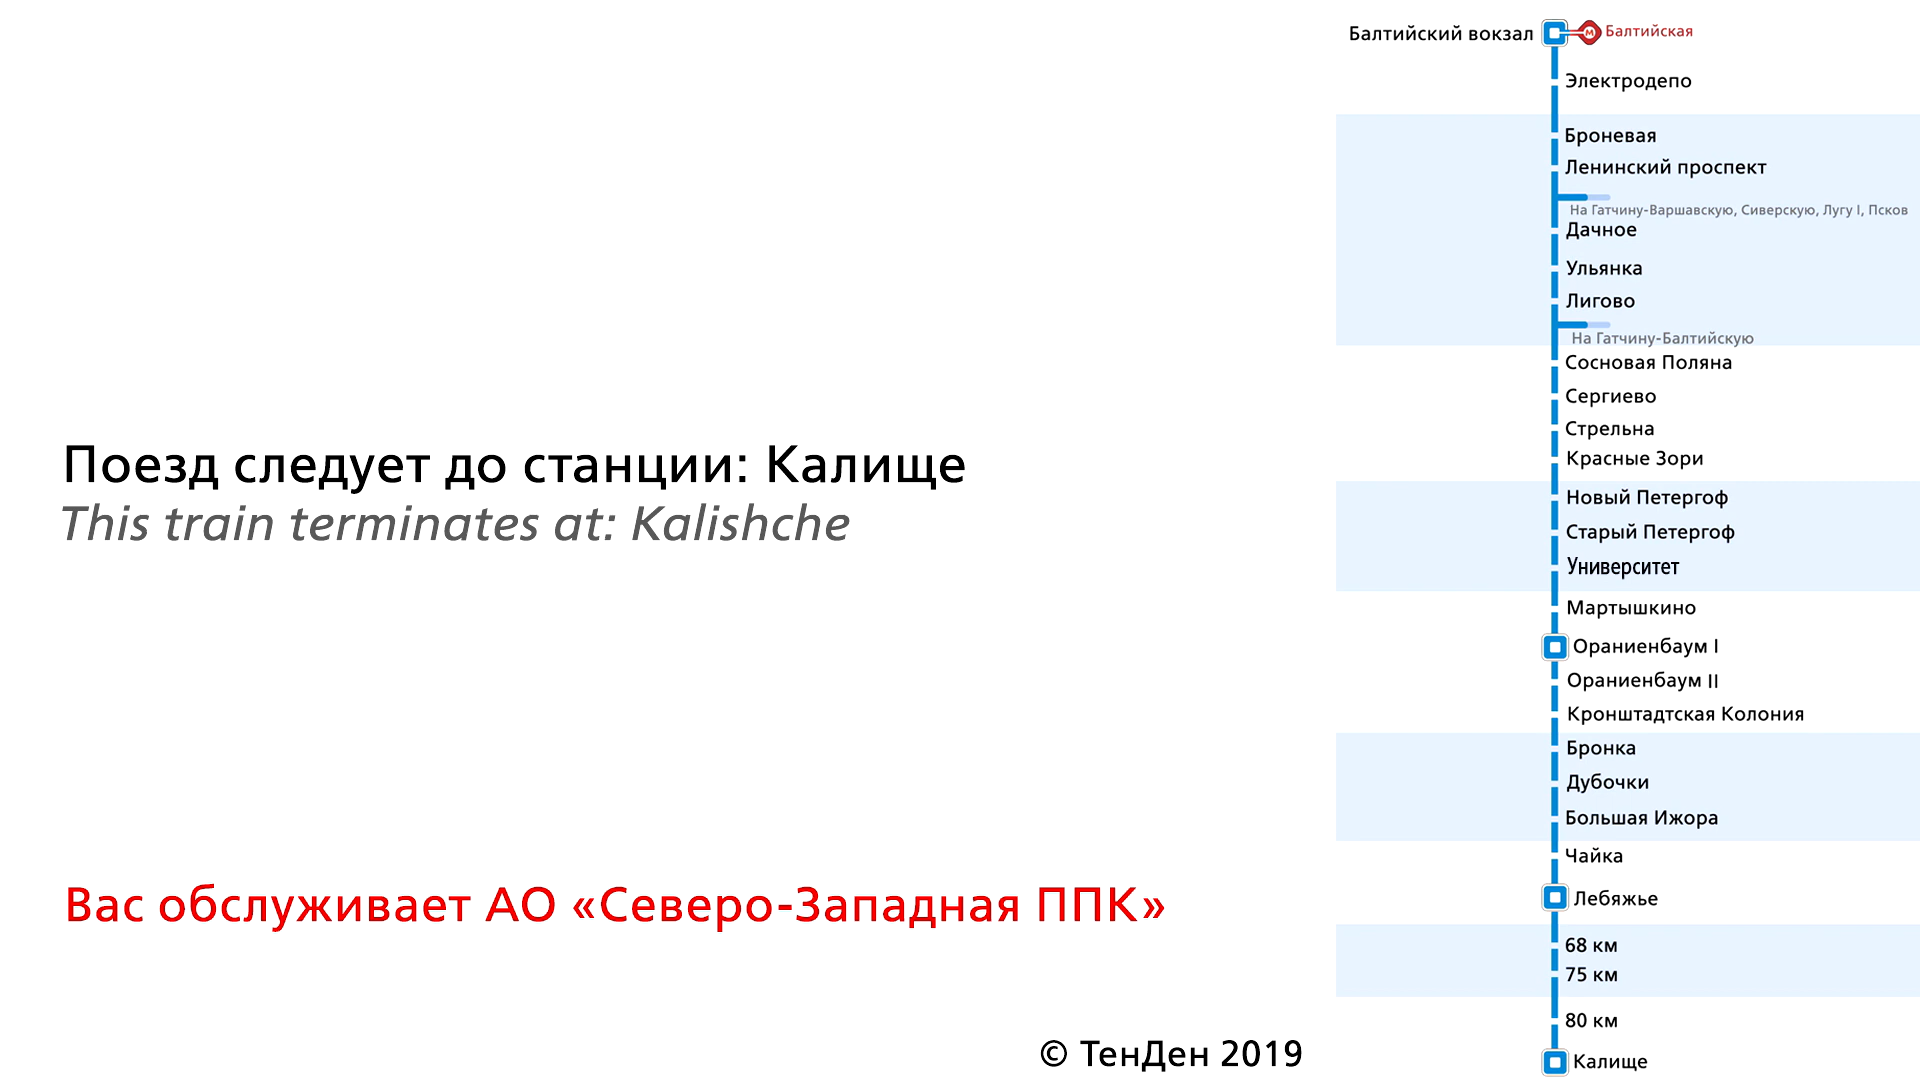 Поезд следует до станции: Калище
This train terminates at: Kalishche
Вас обслуживает АО «Северо-Западная ППК»
© ТенДен 2019
Балтийский вокзал
М Балтийская
Электродепо
Броневая
Ленинский проспект
На Гатчину-Варшавскую, Сиверскую, Лугу I, Псков
Дачное
Ульянка
Лигово
На Гатчину-Балтийскую
Сосновая Поляна
Сергиево
Стрельна
Красные Зори
Новый Петергоф
Старый Петергоф
Университет
Мартышкино
Ораниенбаум I
Ораниенбаум II
Кронштадтская Колония
Бронка
Дубочки
Большая Ижора
Чайка
Лебяжье
68 км
75 км
80 км
Калище